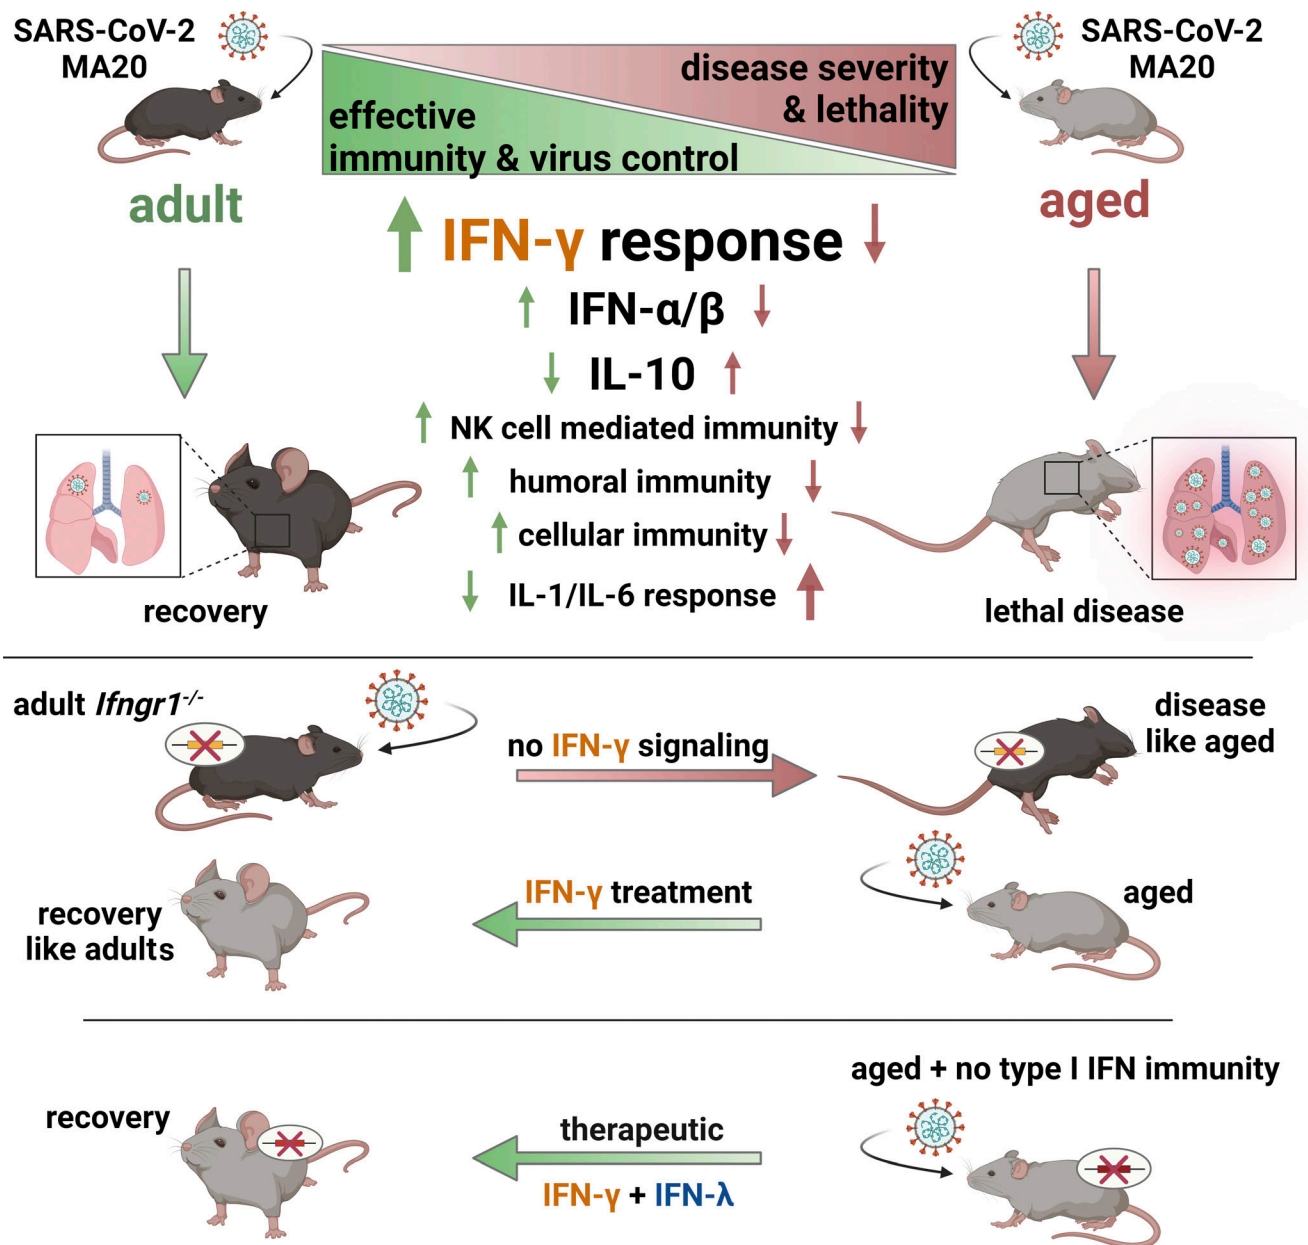 SARS-CoV-2
MA20
adult
effective
immunity & virus control
disease severity
& lethality
SARS-CoV-2
MA20
aged
IFN-γ response
IFN-α/β
IL-10
NK cell mediated immunity
humoral immunity
cellular immunity
IL-1/IL-6 response
recovery
lethal disease
adult Ifngr1-/-
no IFN-γ signaling
disease
like aged
recovery
like adults
IFN-γ treatment
aged
aged + no type I IFN immunity
recovery
therapeutic
IFN-γ + IFN-λ